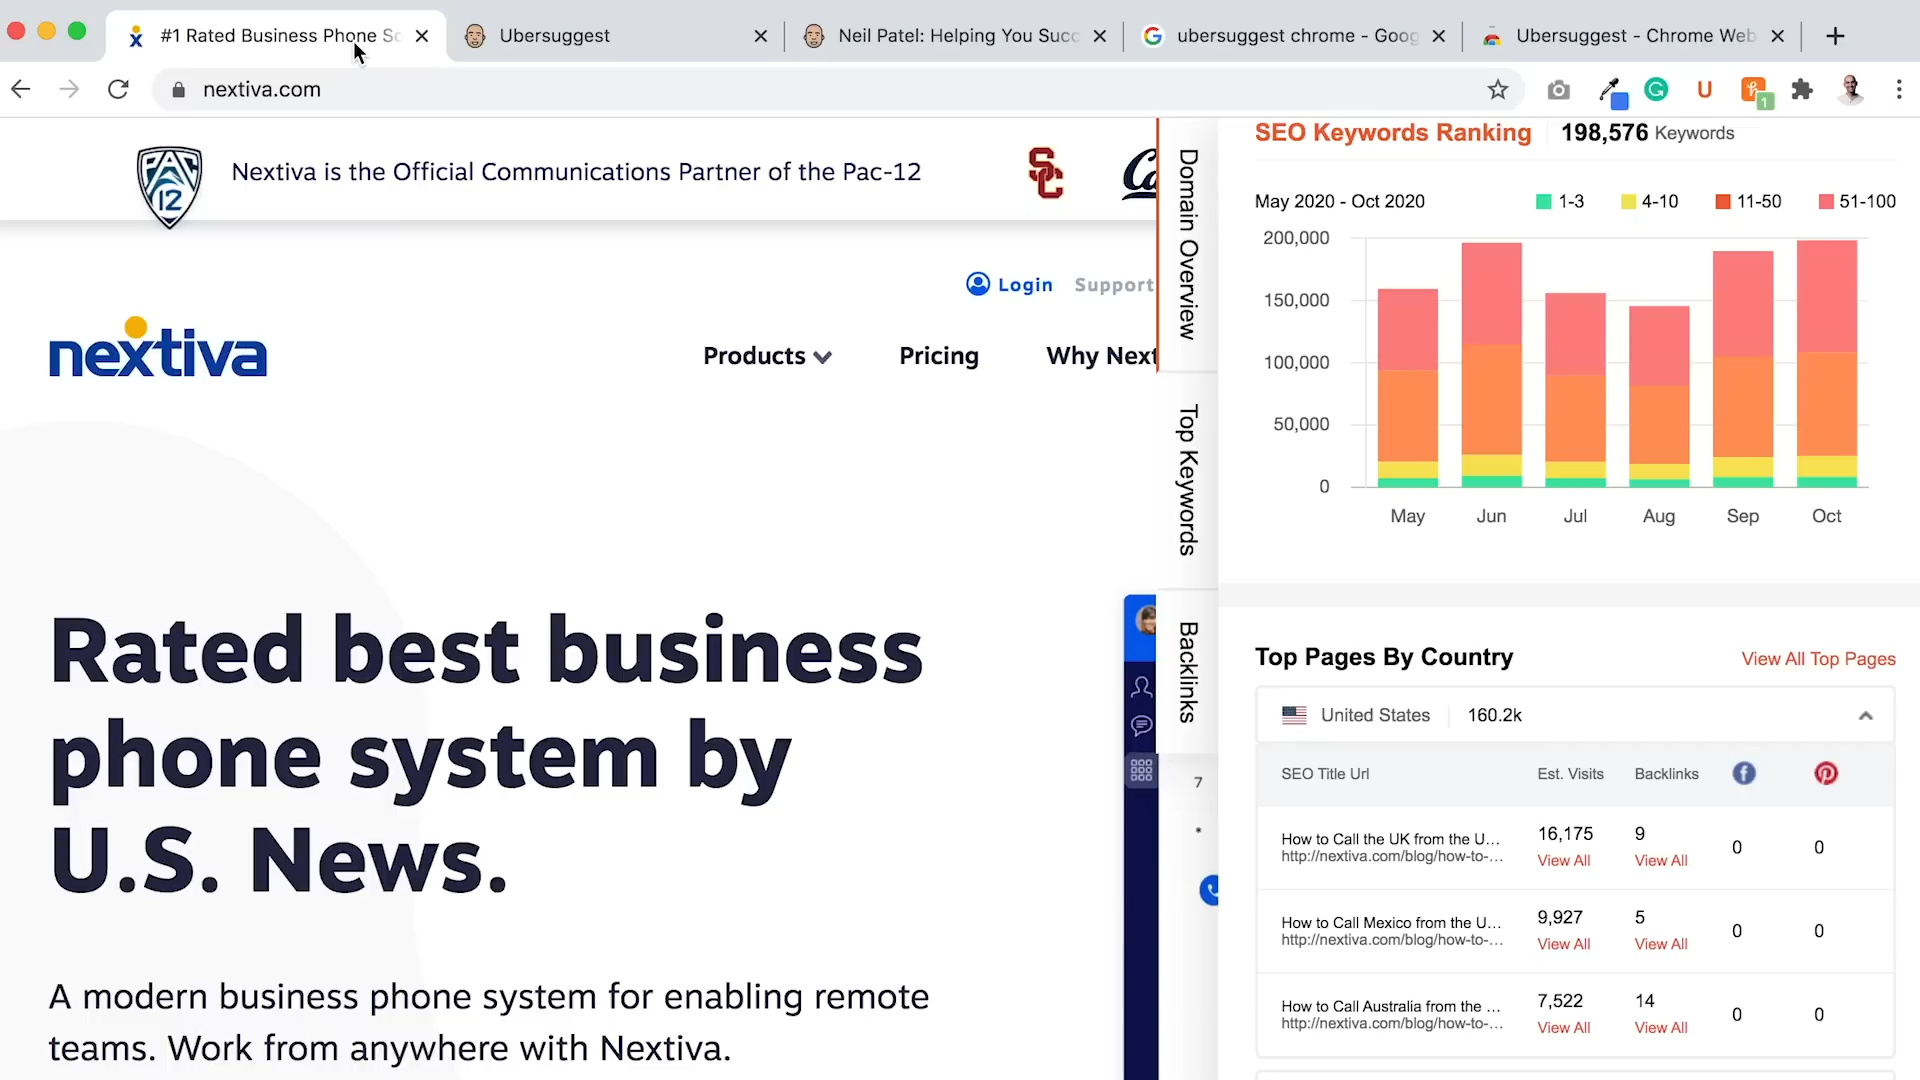 #1 Rated Business Phone So
Ubersuggest
Neil Patel: Helping You Succ
ubersuggest chrome - Goog
Ubersuggest - Chrome Web
nextiva.com
1
PAC
12
Nextiva is the Official Communications Partner of the Pac-12
SC
Cal
Login
Support
nextiva
Products
Pricing
Why Next
Rated best business
phone system by
U.S. News.
A modern business phone system for enabling remote
teams. Work from anywhere with Nextiva.
7
*
Domain Overview
Top Keywords
Backlinks
SEO Keywords Ranking
198,576 Keywords
May 2020 - Oct 2020
1-3
4-10
11-50
51-100
200,000
150,000
100,000
50,000
0
May
Jun
Jul
Aug
Sep
Oct
Top Pages By Country
View All Top Pages
United States
160.2k
SEO Title Url
Est. Visits
Backlinks
How to Call the UK from the U...
http://nextiva.com/blog/how-to-...
16,175
View All
9
View All
0
0
How to Call Mexico from the U...
http://nextiva.com/blog/how-to-...
9,927
View All
5
View All
0
0
How to Call Australia from the ...
http://nextiva.com/blog/how-to-...
7,522
View All
14
View All
0
0